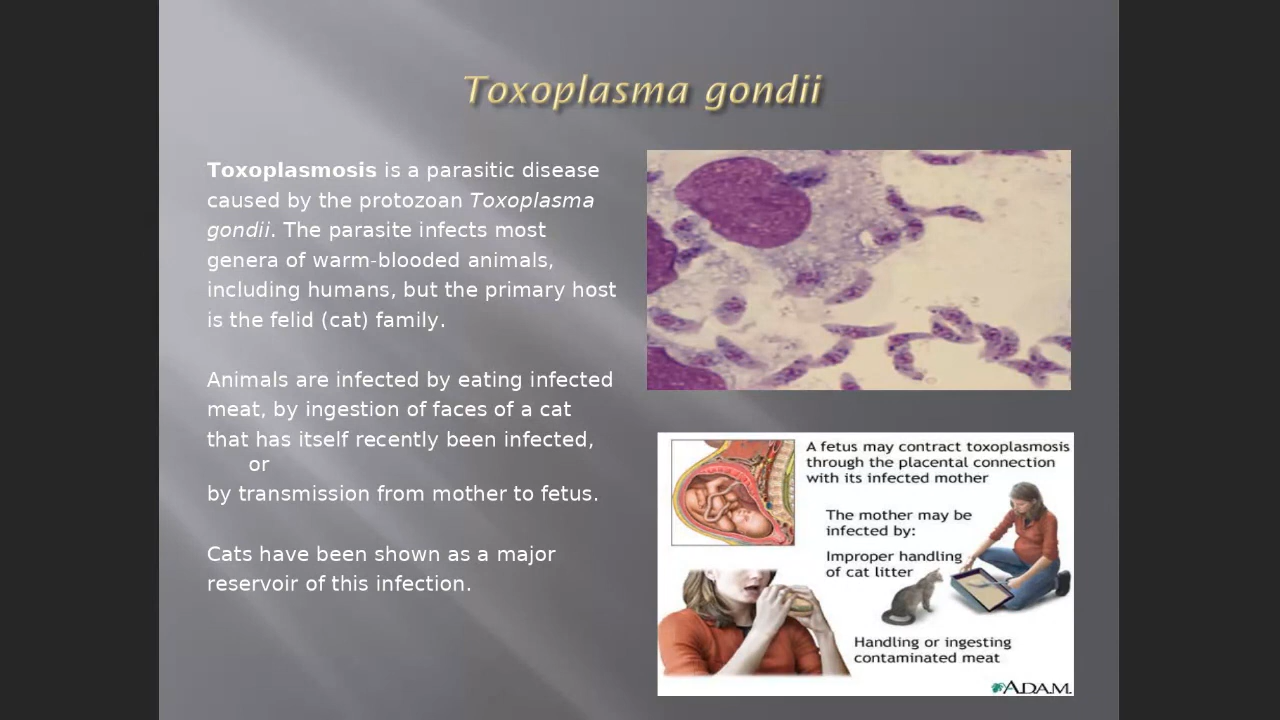 Toxoplasma gondii
Toxoplasmosis is a parasitic disease
caused by the protozoan Toxoplasma
gondii. The parasite infects most
genera of warm-blooded animals,
including humans, but the primary host
is the felid (cat) family.
Animals are infected by eating infected
meat, by ingestion of faces of a cat
that has itself recently been infected,
or
by transmission from mother to fetus.
Cats have been shown as a major
reservoir of this infection.
A fetus may contract toxoplasmosis
through the placental connection
with its infected mother
The mother may be
infected by:
Improper handling
of cat litter
Handling or ingesting
contaminated meat
ADAM.